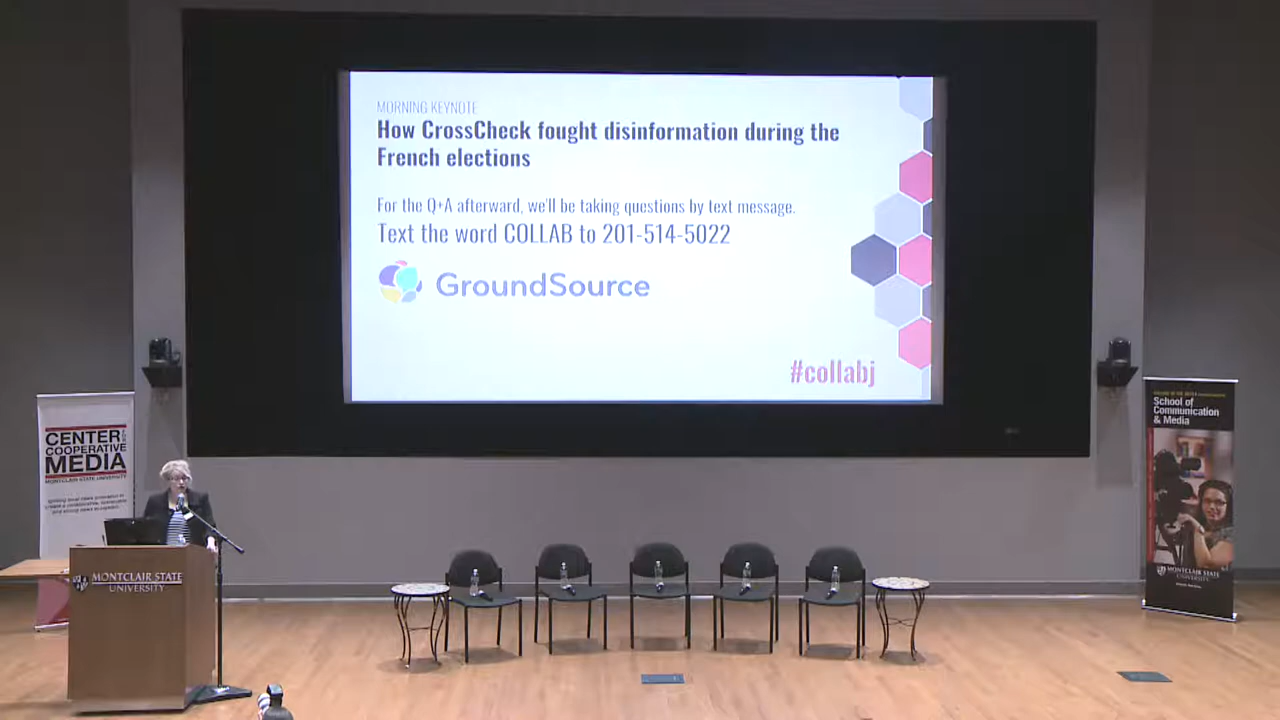 MORNING KEYNOTE
How CrossCheck fought disinformation during the
French elections
For the Q+A afterward, we'll be taking questions by text message.
Text the word COLLAB to 201-514-5022
GroundSource
#collabj
CENTER FOR
COOPERATIVE
MEDIA
MONTCLAIR STATE UNIVERSITY
MONTCLAIR STATE
UNIVERSITY
School of
Communication
& Media
MONTCLAIR STATE
UNIVERSITY